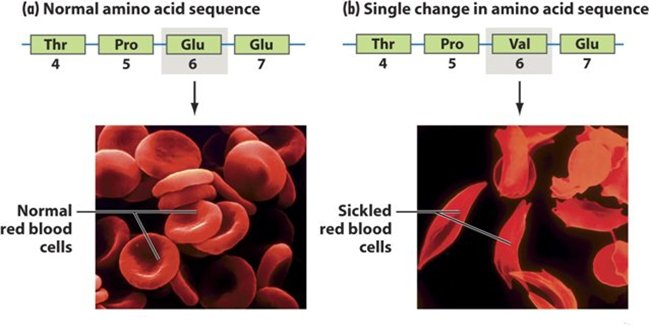 (a) Normal amino acid sequence
Thr Pro Glu Glu
4 5 6 7
Normal
red blood
cells
(b) Single change in amino acid sequence
Thr Pro Val Glu
4 5 6 7
Sickled
red blood
cells